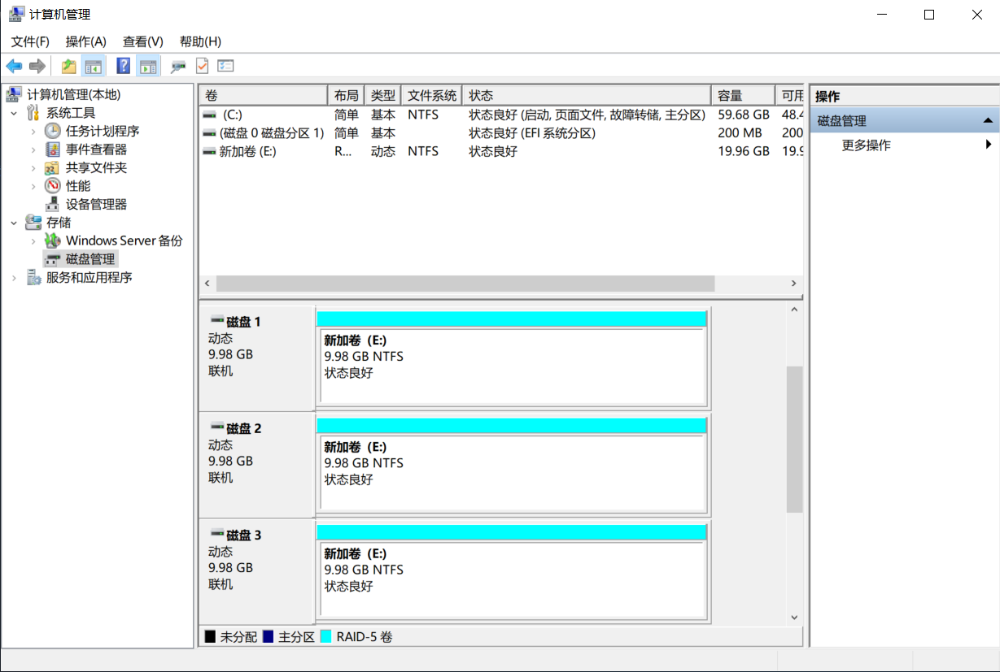 计算机管理
文件(F) 操作(A) 查看(V) 帮助(H)
计算机管理(本地)
系统工具
任务计划程序
事件查看器
共享文件夹
性能
设备管理器
存储
Windows Server 备份
磁盘管理
服务和应用程序
卷 布局 类型 文件系统 状态 容量 可用
(C:) 简单 基本 NTFS 状态良好 (启动, 页面文件, 故障转储, 主分区) 59.68 GB 48.4
(磁盘 0 磁盘分区 1) 简单 基本 状态良好 (EFI 系统分区) 200 MB 200
新加卷 (E:) R... 动态 NTFS 状态良好 19.96 GB 19.9
磁盘 1
动态
9.98 GB
联机
新加卷 (E:)
9.98 GB NTFS
状态良好
磁盘 2
动态
9.98 GB
联机
新加卷 (E:)
9.98 GB NTFS
状态良好
磁盘 3
动态
9.98 GB
联机
新加卷 (E:)
9.98 GB NTFS
状态良好
未分配 主分区 RAID-5 卷
操作
磁盘管理
更多操作